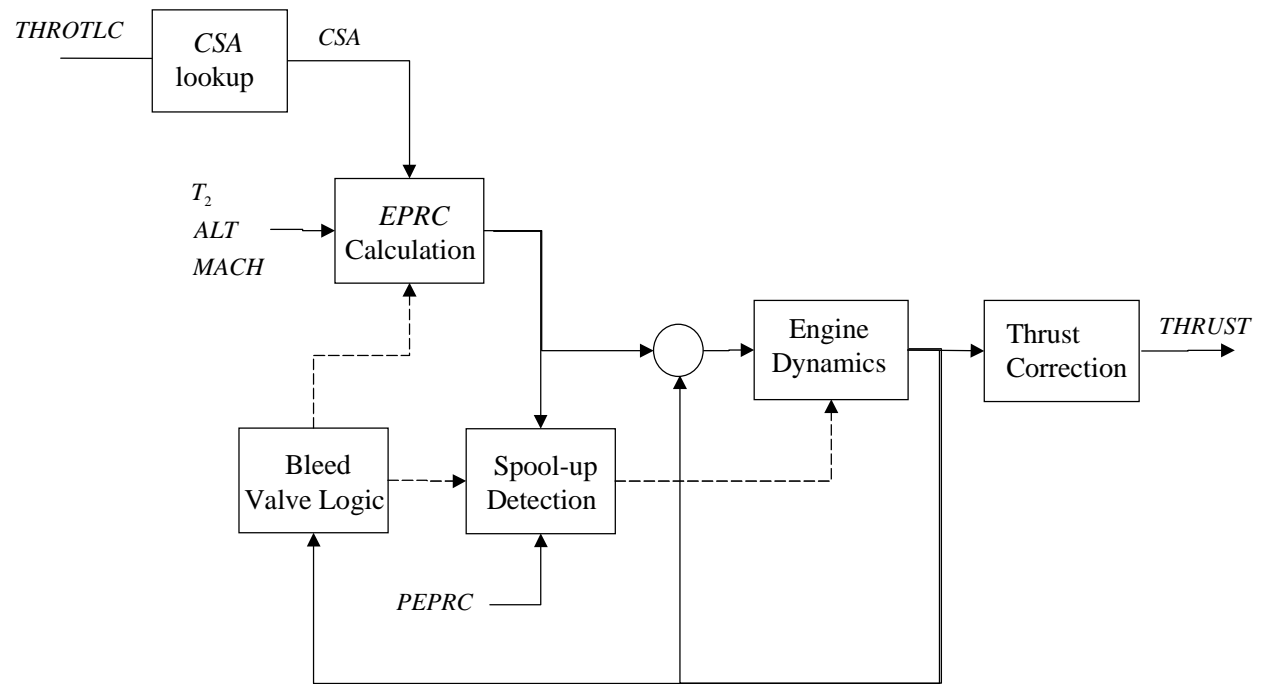 THROTLC
CSA
lookup
CSA
T₂
ALT
MACH
EPRC
Calculation
Engine
Dynamics
Thrust
Correction
THRUST
Bleed
Valve Logic
Spool-up
Detection
PEPRC